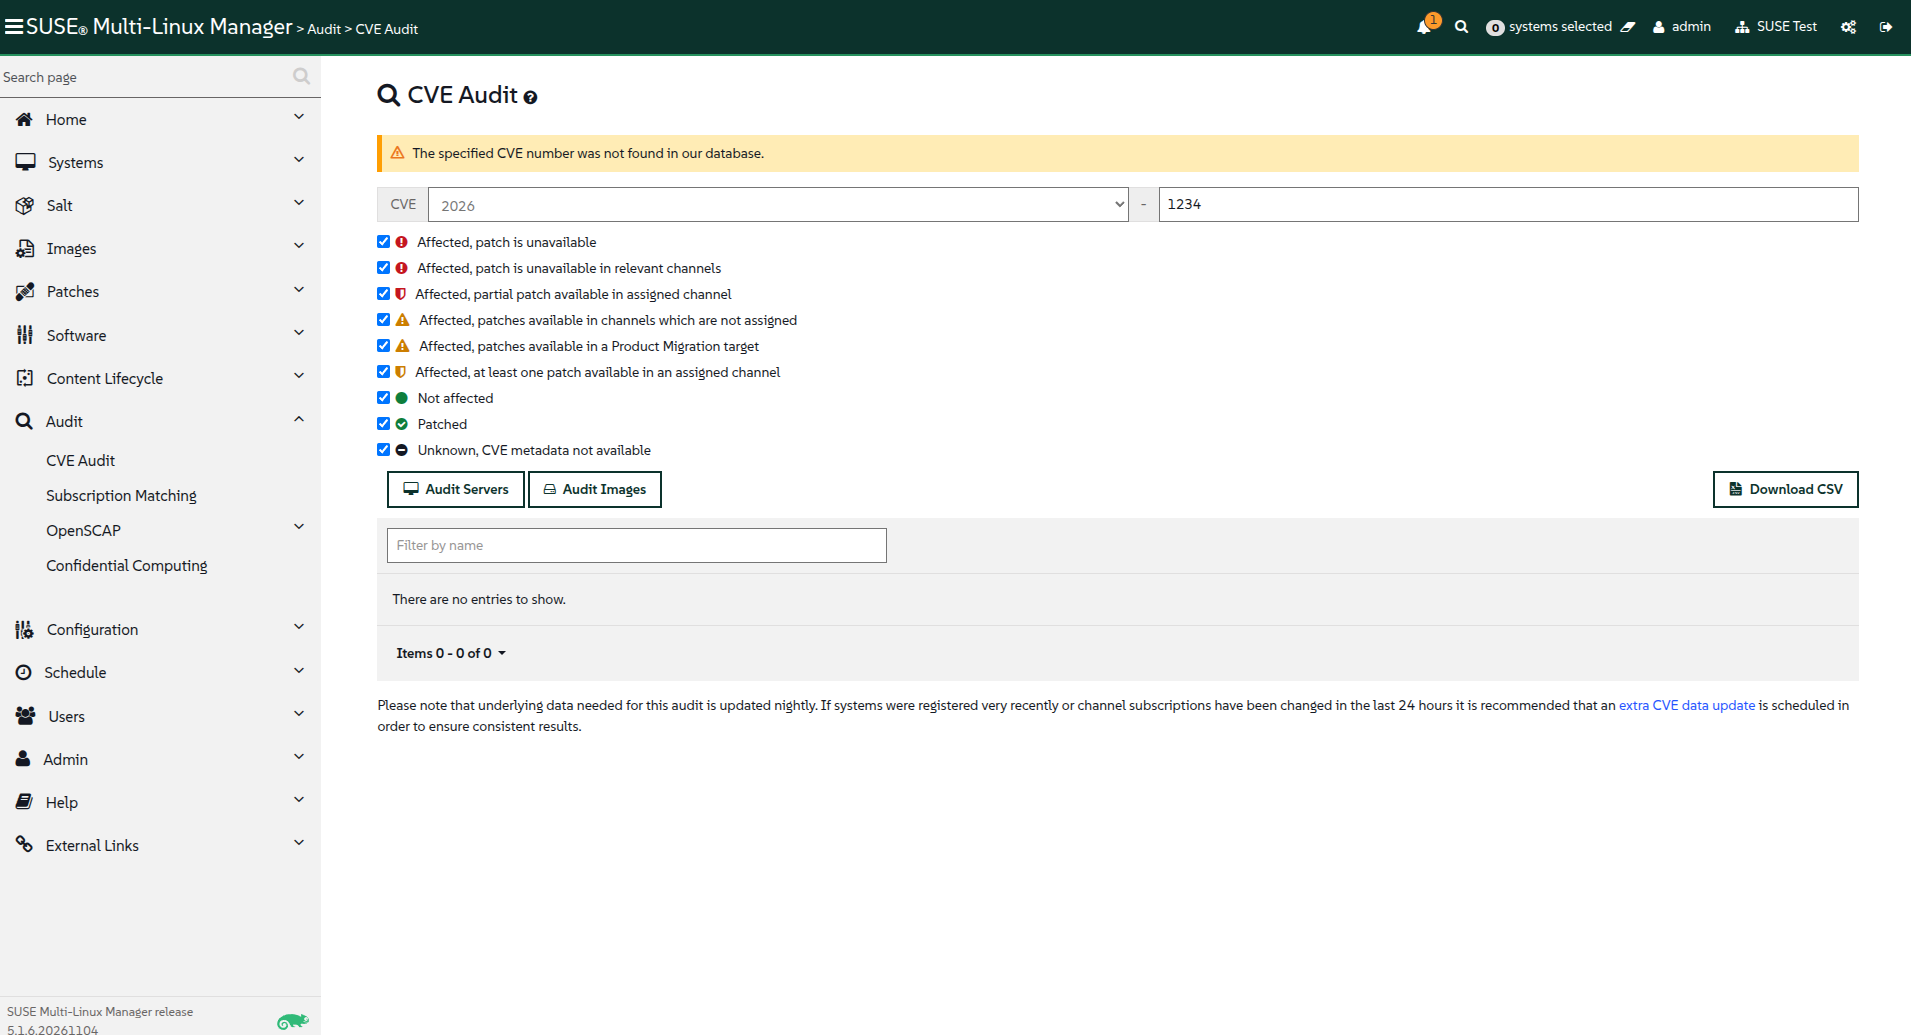 SUSE® Multi-Linux Manager > Audit > CVE Audit
1
0 systems selected
admin
SUSE Test
Search page
Home
Systems
Salt
Images
Patches
Software
Content Lifecycle
Audit
CVE Audit
Subscription Matching
OpenSCAP
Confidential Computing
Configuration
Schedule
Users
Admin
Help
External Links
SUSE Multi-Linux Manager release
5.1.6.20261104
CVE Audit
The specified CVE number was not found in our database.
CVE 2026 - 1234
Affected, patch is unavailable
Affected, patch is unavailable in relevant channels
Affected, partial patch available in assigned channel
Affected, patches available in channels which are not assigned
Affected, patches available in a Product Migration target
Affected, at least one patch available in an assigned channel
Not affected
Patched
Unknown, CVE metadata not available
Audit Servers
Audit Images
Download CSV
Filter by name
There are no entries to show.
Items 0 - 0 of 0
Please note that underlying data needed for this audit is updated nightly. If systems were registered very recently or channel subscriptions have been changed in the last 24 hours it is recommended that an extra CVE data update is scheduled in
order to ensure consistent results.